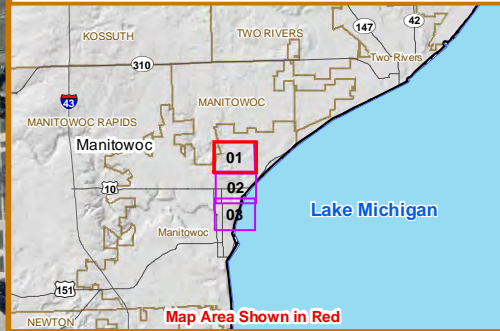 KOSSUTH
TWO RIVERS
147
42
Two Rivers
310
43
MANITOWOC
MANITOWOC RAPIDS
Manitowoc
01
10
02
03
Lake Michigan
Manitowoc
151
NEWTON
Map Area Shown in Red